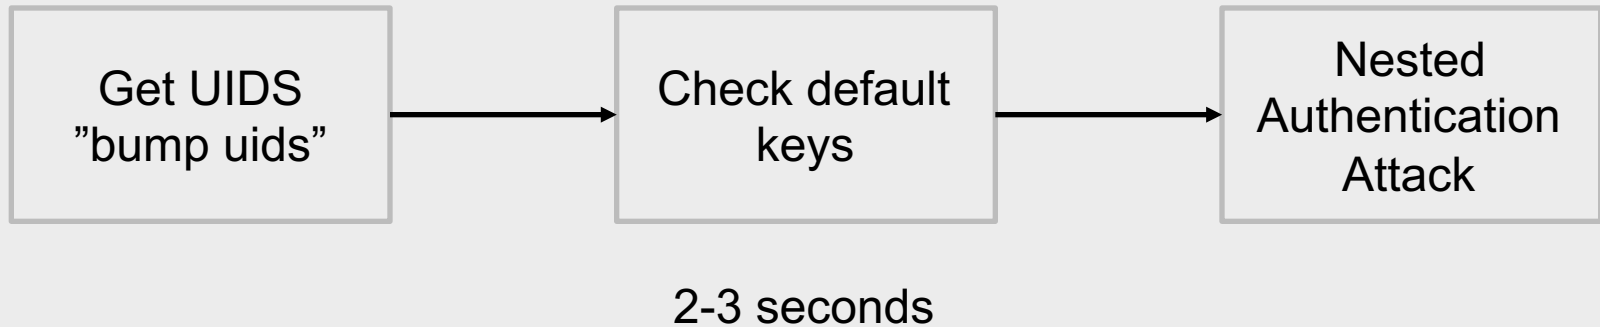 Get UIDS
”bump uids”
Check default
keys
Nested
Authentication
Attack
2-3 seconds